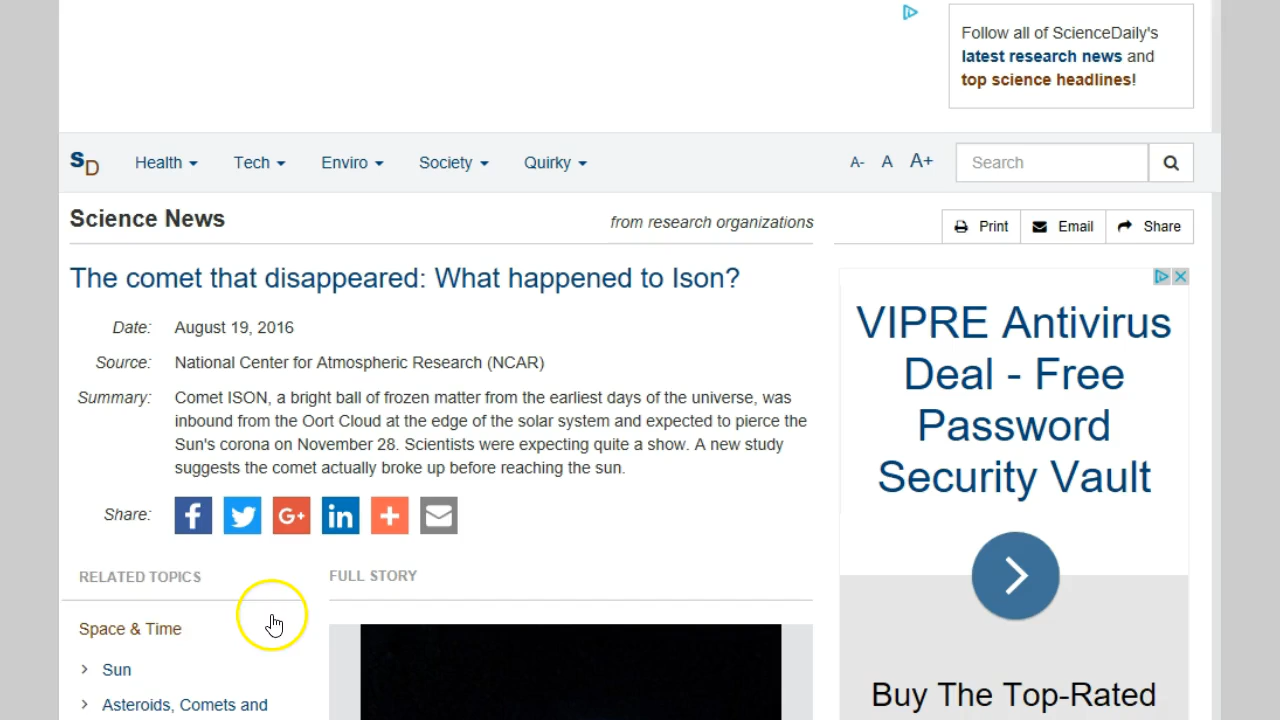 Follow all of ScienceDaily's
latest research news and
top science headlines!
SD Health Tech Enviro Society Quirky A- A A+ Search
Science News from research organizations Print Email Share
The comet that disappeared: What happened to Ison?
Date: August 19, 2016
Source: National Center for Atmospheric Research (NCAR)
Summary: Comet ISON, a bright ball of frozen matter from the earliest days of the universe, was
inbound from the Oort Cloud at the edge of the solar system and expected to pierce the
Sun's corona on November 28. Scientists were expecting quite a show. A new study
suggests the comet actually broke up before reaching the sun.
Share: f G+ in
RELATED TOPICS
Space & Time
Sun
Asteroids, Comets and
FULL STORY
VIPRE Antivirus
Deal - Free
Password
Security Vault
Buy The Top-Rated